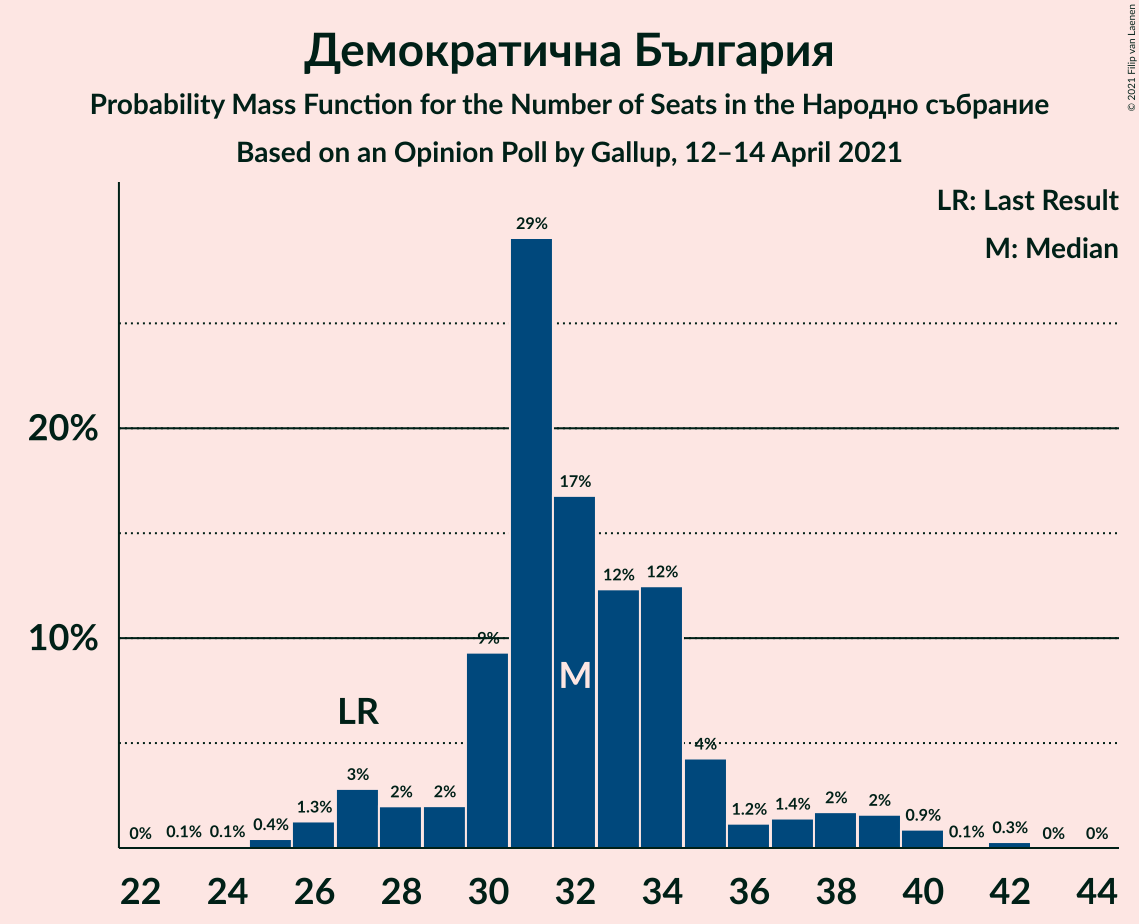 Демократична България
Probability Mass Function for the Number of Seats in the Народно събрание
Based on an Opinion Poll by Gallup, 12–14 April 2021
© 2021 Filip van Laenen
LR: Last Result
M: Median
29%
20%
17%
12%
12%
10%
9%
M
LR
4%
3%
2%
2%
1.3%
0.4%
0.1%
0.1%
0%
1.2%
1.4%
2%
2%
0.9%
0.1%
0.3%
0%
0%
22 24 26 28 30 32 34 36 38 40 42 44